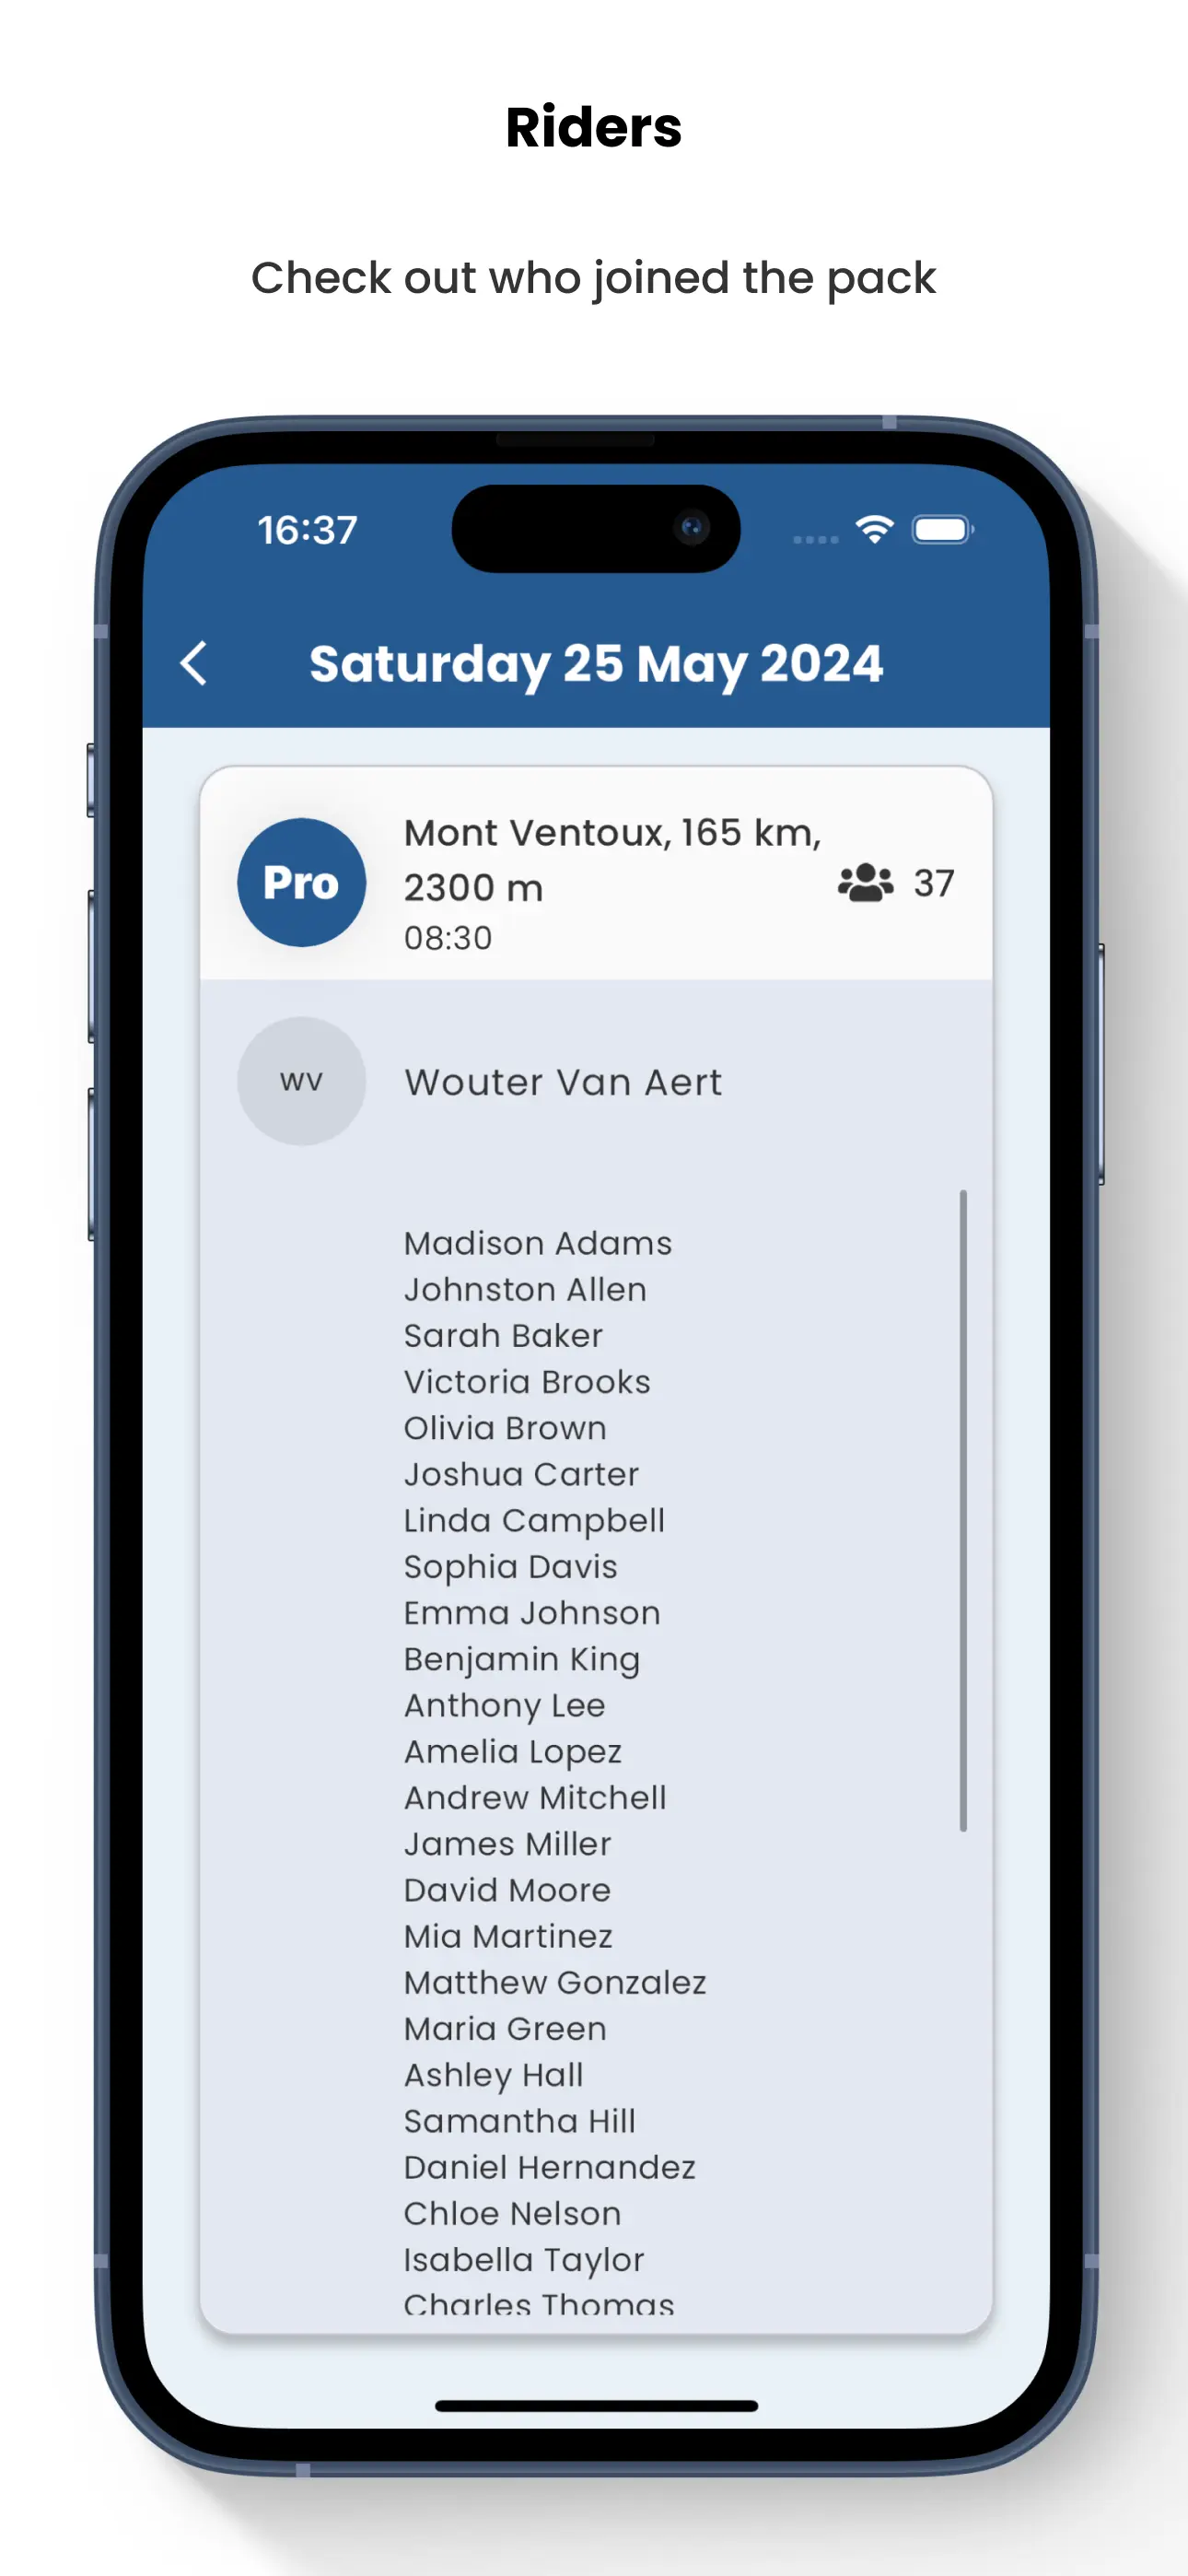 Riders
Check out who joined the pack
16:37
Saturday 25 May 2024
Pro
Mont Ventoux, 165 km,
2300 m
08:30
37
WV
Wouter Van Aert
Madison Adams
Johnston Allen
Sarah Baker
Victoria Brooks
Olivia Brown
Joshua Carter
Linda Campbell
Sophia Davis
Emma Johnson
Benjamin King
Anthony Lee
Amelia Lopez
Andrew Mitchell
James Miller
David Moore
Mia Martinez
Matthew Gonzalez
Maria Green
Ashley Hall
Samantha Hill
Daniel Hernandez
Chloe Nelson
Isabella Taylor
Charles Thomas